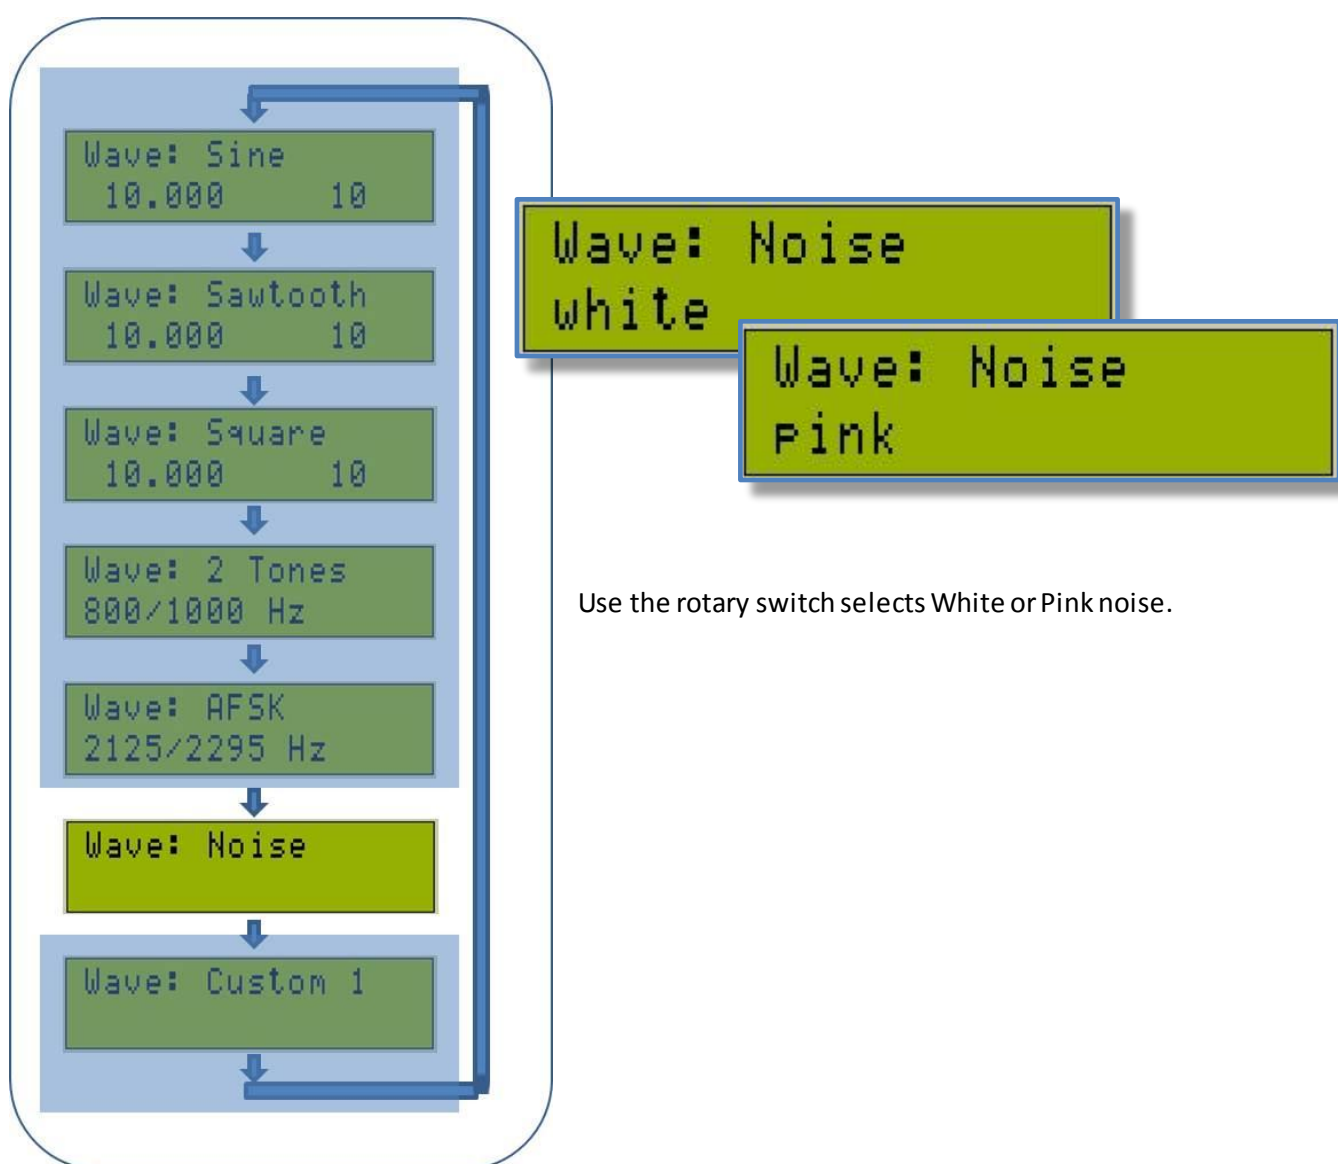 Wave: Sine
10.000 10
Wave: Sawtooth
10.000 10
Wave: Square
10.000 10
Wave: 2 Tones
800/1000 Hz
Wave: AFSK
2125/2295 Hz
Wave: Noise
Wave: Custom 1
Wave: Noise
white
Wave: Noise
pink
Use the rotary switch selects White or Pink noise.